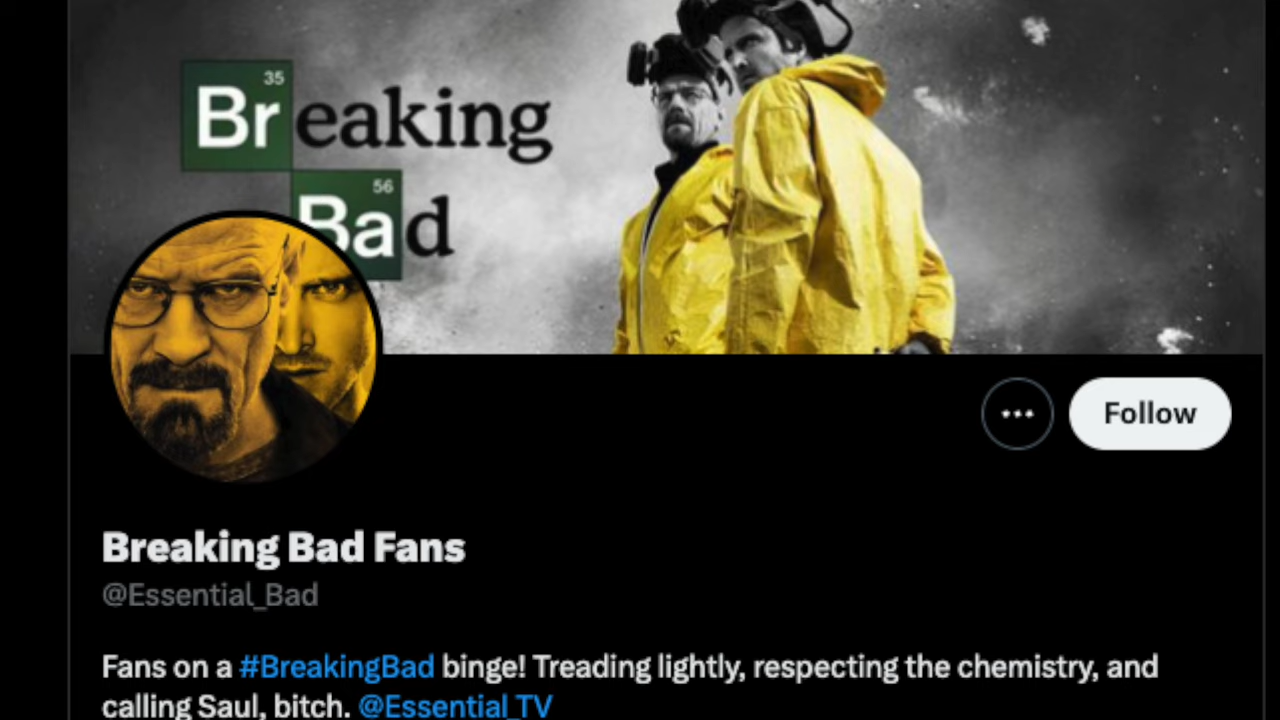 35
Breaking
56
Bad
Follow
Breaking Bad Fans
@Essential_Bad
Fans on a #BreakingBad binge! Treading lightly, respecting the chemistry, and
calling Saul, bitch. @Essential_TV